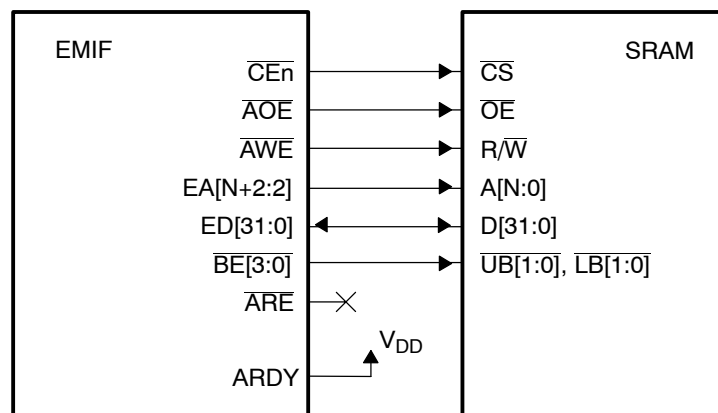 EMIF
SRAM
CEn
CS
AOE
OE
AWE
R/W
EA[N+2:2]
A[N:0]
ED[31:0]
D[31:0]
BE[3:0]
UB[1:0], LB[1:0]
ARE
VDD
ARDY